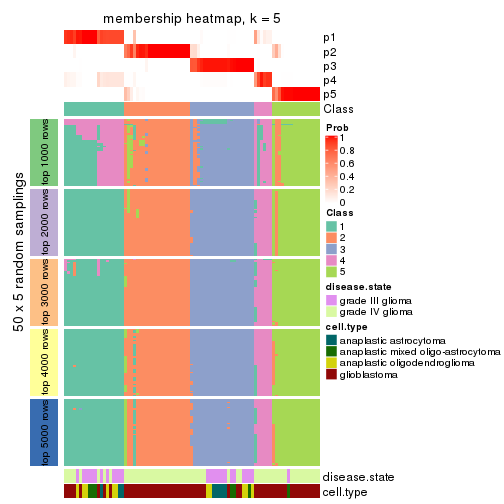 membership heatmap, k = 5
p1
p2
p3
p4
p5
Class
50 x 5 random samplings
top 1000 rows
top 2000 rows
top 3000 rows
top 4000 rows
top 5000 rows
Prob
1
0.8
0.6
0.4
0.2
0
Class
1
2
3
4
5
disease.state
grade III glioma
grade IV glioma
cell.type
anaplastic astrocytoma
anaplastic mixed oligo-astrocytoma
anaplastic oligodendroglioma
glioblastoma
disease.state
cell.type